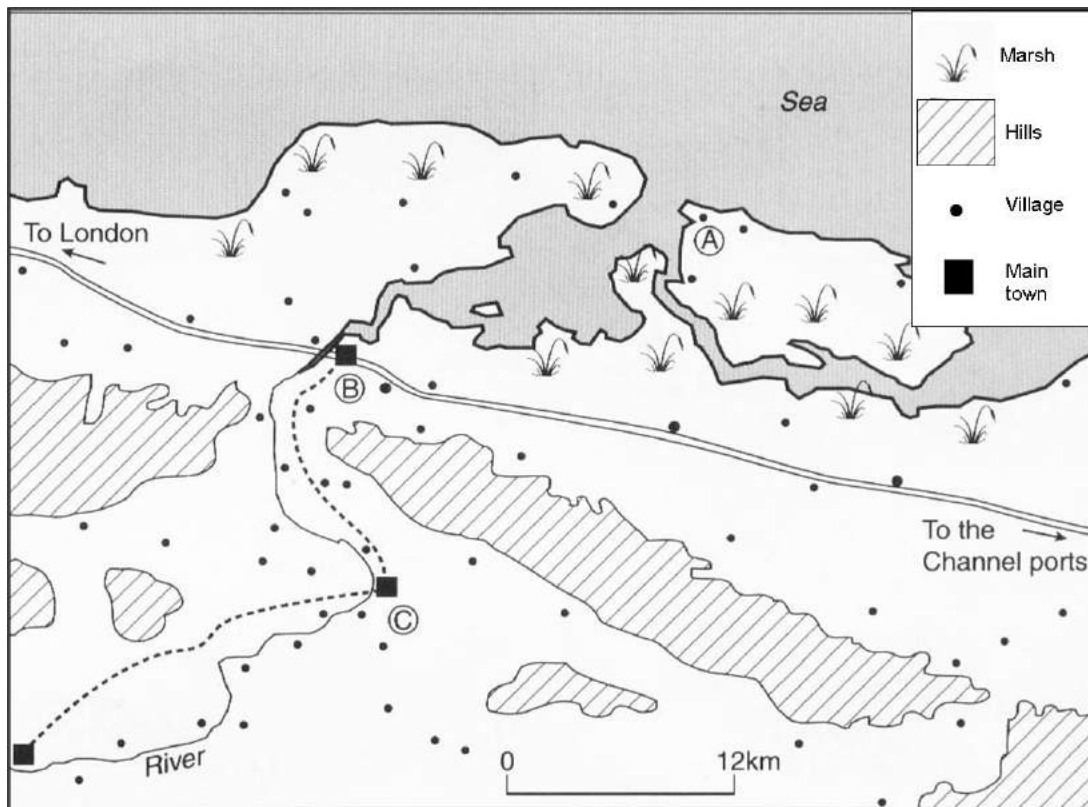 Sea
Marsh
Hills
Village
Main
town
To London
A
B
To the
Channel ports
C
River
0 12km